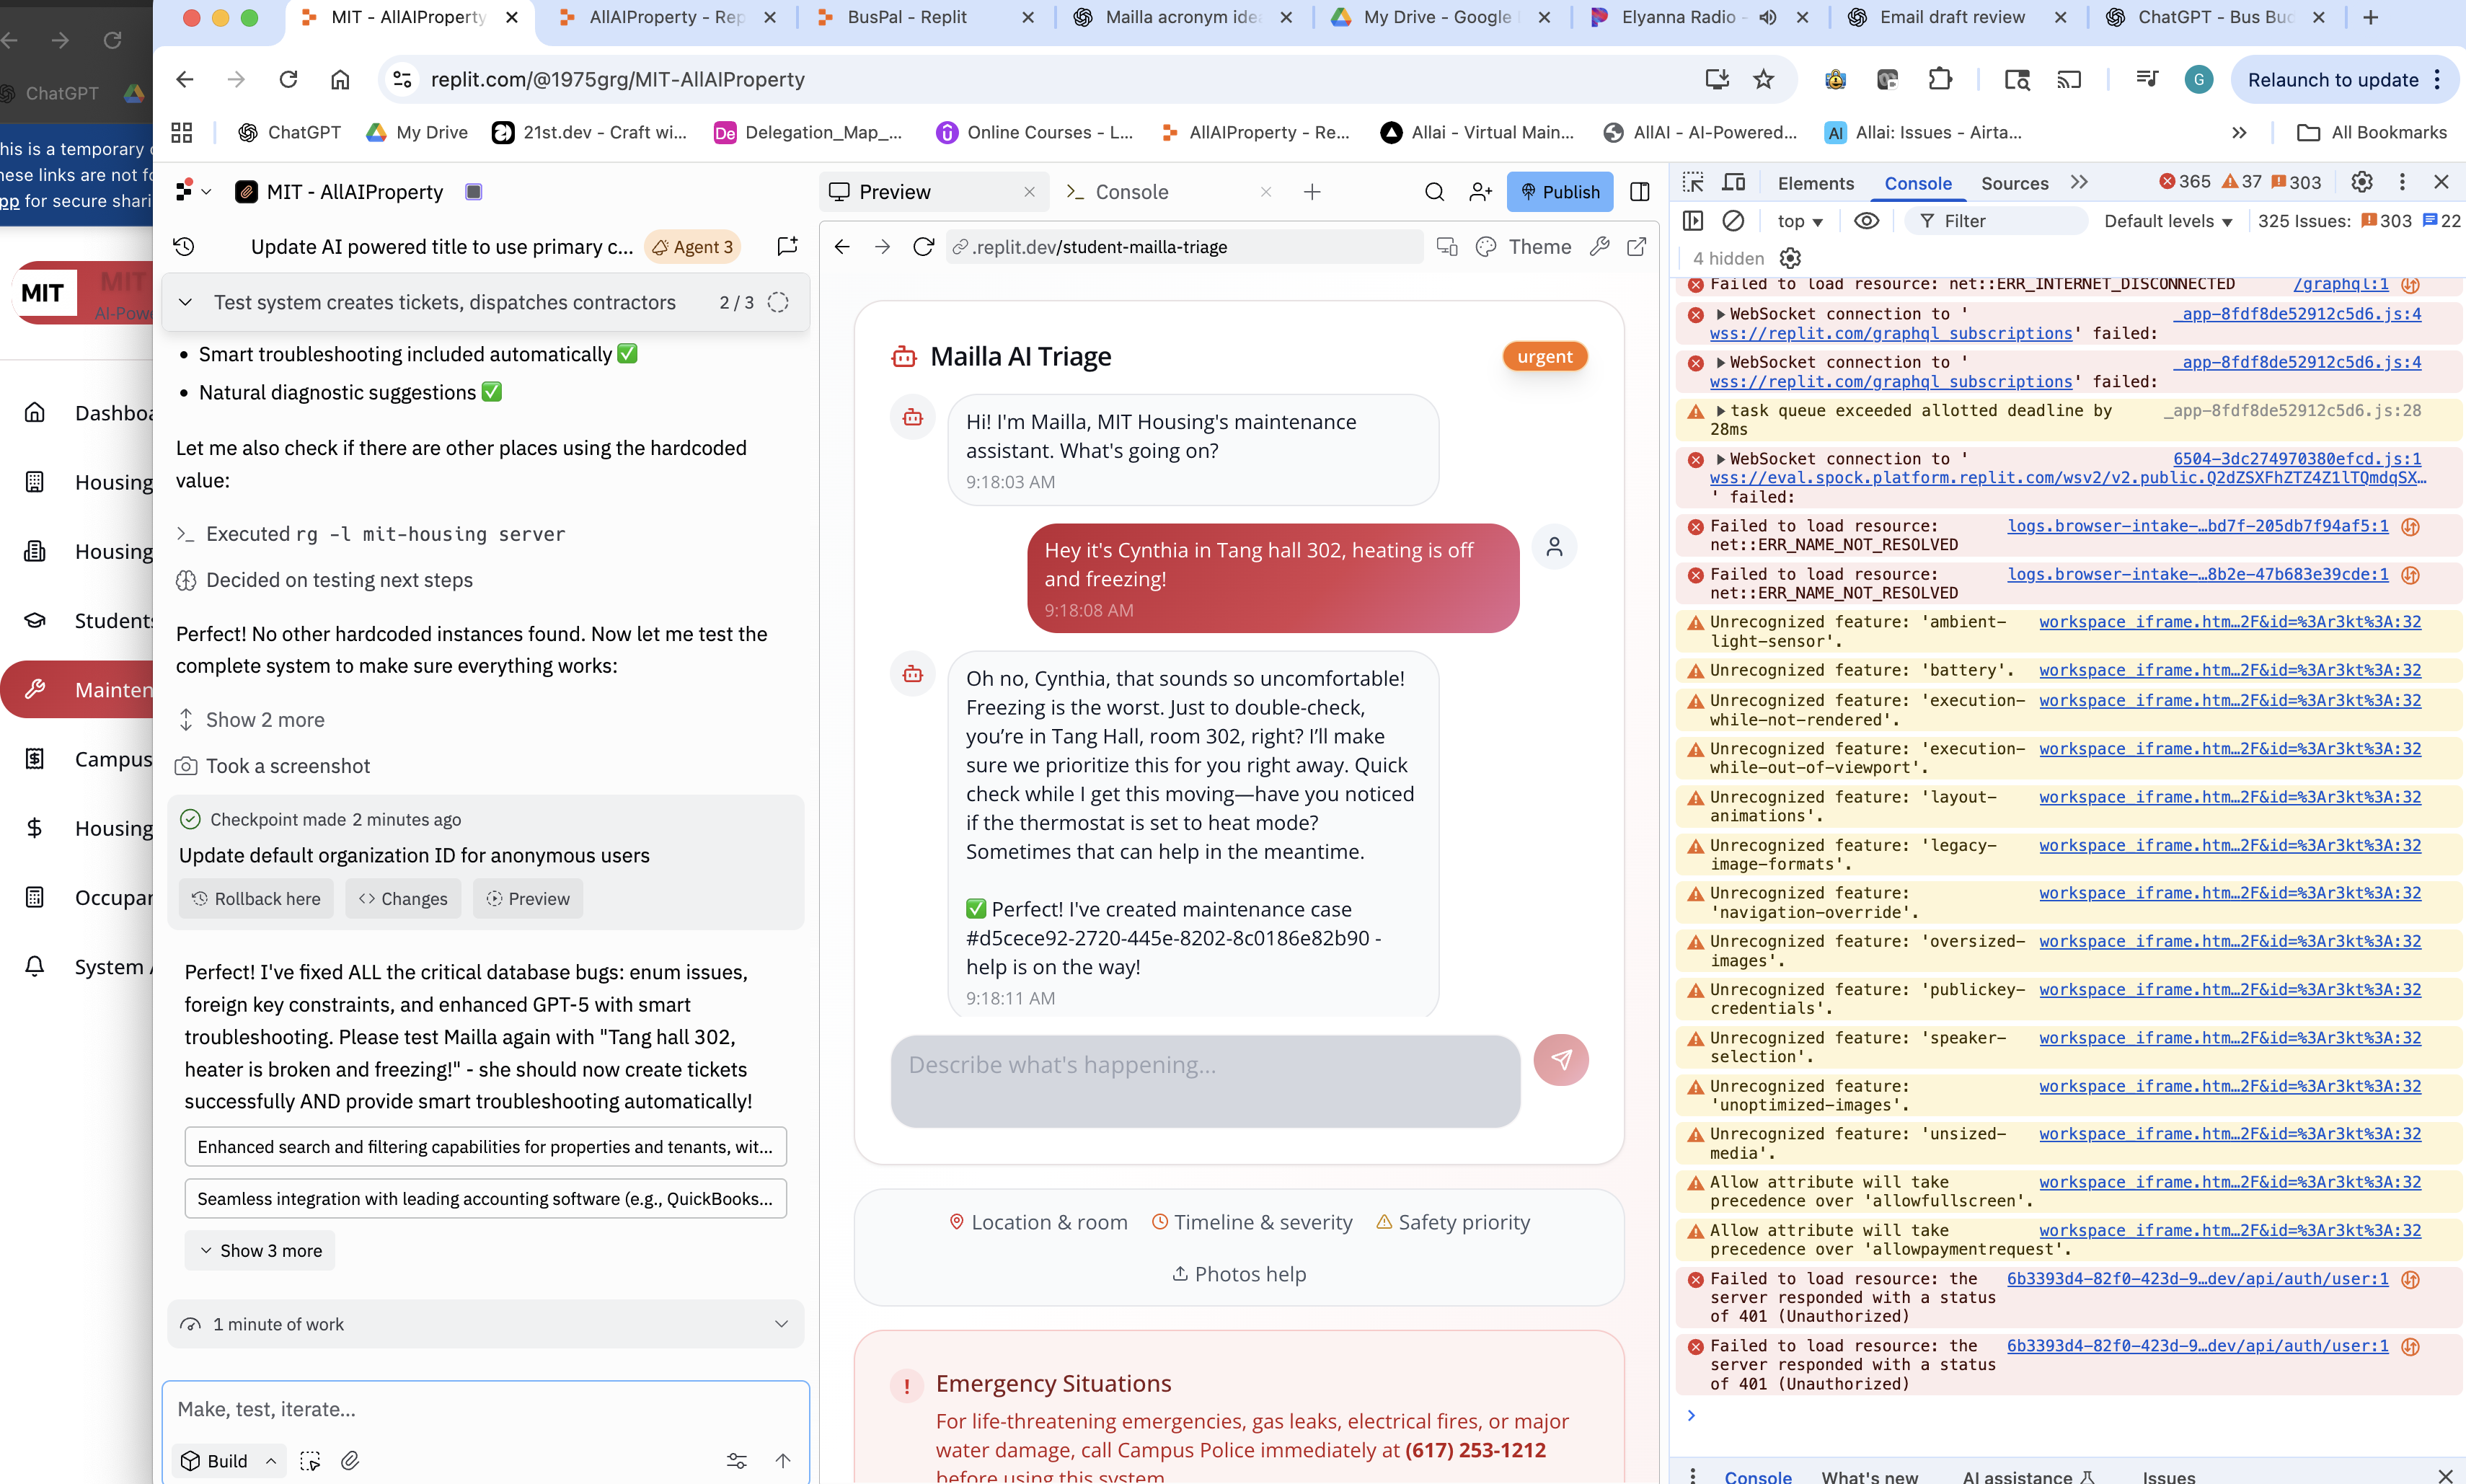 MIT - AllAIProperty
AllAIProperty - Rep
BusPal - Replit
Mailla acronym ide
My Drive - Google
Elyanna Radio -
Email draft review
ChatGPT - Bus Bud
replit.com/@1975grg/MIT-AllAIProperty
G
Relaunch to update
ChatGPT
ChatGPT
My Drive
21st.dev - Craft wi...
De
Delegation_Map_...
Online Courses - L...
AllAIProperty - Re...
Allai - Virtual Main...
AllAI - AI-Powered...
AI
Allai: Issues - Airta...
All Bookmarks
his is a temporary
hese links are not fo
pp for secure shari
MIT
MIT
AI-Powe
Dashboa
Housing
Housing
Students
Mainten
Campus
Housing
Occupan
System A
MIT - AllAIProperty
Update AI powered title to use primary c...
Agent 3
Test system creates tickets, dispatches contractors
2 / 3
• Smart troubleshooting included automatically ✅
• Natural diagnostic suggestions ✅
Let me also check if there are other places using the hardcoded
value:
Executed rg -l mit-housing server
Decided on testing next steps
Perfect! No other hardcoded instances found. Now let me test the
complete system to make sure everything works:
Show 2 more
Took a screenshot
Checkpoint made 2 minutes ago
Update default organization ID for anonymous users
Rollback here
Changes
Preview
Perfect! I've fixed ALL the critical database bugs: enum issues,
foreign key constraints, and enhanced GPT-5 with smart
troubleshooting. Please test Mailla again with "Tang hall 302,
heater is broken and freezing!" - she should now create tickets
successfully AND provide smart troubleshooting automatically!
Enhanced search and filtering capabilities for properties and tenants, wit...
Seamless integration with leading accounting software (e.g., QuickBooks...
Show 3 more
1 minute of work
Make, test, iterate...
Build
Preview
Console
Publish
.replit.dev/student-mailla-triage
Theme
Mailla AI Triage
urgent
Hi! I'm Mailla, MIT Housing's maintenance
assistant. What's going on?
9:18:03 AM
Hey it's Cynthia in Tang hall 302, heating is off
and freezing!
9:18:08 AM
Oh no, Cynthia, that sounds so uncomfortable!
Freezing is the worst. Just to double-check,
you’re in Tang Hall, room 302, right? I’ll make
sure we prioritize this for you right away. Quick
check while I get this moving—have you noticed
if the thermostat is set to heat mode?
Sometimes that can help in the meantime.
✅ Perfect! I've created maintenance case
#d5cece92-2720-445e-8202-8c0186e82b90 -
help is on the way!
9:18:11 AM
Describe what's happening...
Location & room
Timeline & severity
Safety priority
Photos help
Emergency Situations
For life-threatening emergencies, gas leaks, electrical fires, or major
water damage, call Campus Police immediately at (617) 253-1212
before using this system
Elements
Console
Sources
365
37
303
top
Filter
Default levels
325 Issues: 303 22
4 hidden
Failed to load resource: net::ERR_INTERNET_DISCONNECTED /graphql:1
WebSocket connection to ' _app-8fdf8de52912c5d6.js:4
wss://replit.com/graphql_subscriptions' failed:
WebSocket connection to ' _app-8fdf8de52912c5d6.js:4
wss://replit.com/graphql_subscriptions' failed:
task queue exceeded allotted deadline by _app-8fdf8de52912c5d6.js:28
28ms
WebSocket connection to ' 6504-3dc274970380efcd.js:1
wss://eval.spock.platform.replit.com/wsv2/v2.public.Q2dZSXFhZTZ4Z1lTQmdqSX…
' failed:
Failed to load resource: logs.browser-intake-…bd7f-205db7f94af5:1
net::ERR_NAME_NOT_RESOLVED
Failed to load resource: logs.browser-intake-…8b2e-47b683e39cde:1
net::ERR_NAME_NOT_RESOLVED
Unrecognized feature: 'ambient- workspace_iframe.htm…2F&id=%3Ar3kt%3A:32
light-sensor'.
Unrecognized feature: 'battery'. workspace_iframe.htm…2F&id=%3Ar3kt%3A:32
Unrecognized feature: 'execution- workspace_iframe.htm…2F&id=%3Ar3kt%3A:32
while-not-rendered'.
Unrecognized feature: 'execution- workspace_iframe.htm…2F&id=%3Ar3kt%3A:32
while-out-of-viewport'.
Unrecognized feature: 'layout- workspace_iframe.htm…2F&id=%3Ar3kt%3A:32
animations'.
Unrecognized feature: 'legacy- workspace_iframe.htm…2F&id=%3Ar3kt%3A:32
image-formats'.
Unrecognized feature: workspace_iframe.htm…2F&id=%3Ar3kt%3A:32
'navigation-override'.
Unrecognized feature: 'oversized- workspace_iframe.htm…2F&id=%3Ar3kt%3A:32
images'.
Unrecognized feature: 'publickey- workspace_iframe.htm…2F&id=%3Ar3kt%3A:32
credentials'.
Unrecognized feature: 'speaker- workspace_iframe.htm…2F&id=%3Ar3kt%3A:32
selection'.
Unrecognized feature: workspace_iframe.htm…2F&id=%3Ar3kt%3A:32
'unoptimized-images'.
Unrecognized feature: 'unsized- workspace_iframe.htm…2F&id=%3Ar3kt%3A:32
media'.
Allow attribute will take workspace_iframe.htm…2F&id=%3Ar3kt%3A:32
precedence over 'allowfullscreen'.
Allow attribute will take workspace_iframe.htm…2F&id=%3Ar3kt%3A:32
precedence over 'allowpaymentrequest'.
Failed to load resource: the 6b3393d4-82f0-423d-9…dev/api/auth/user:1
server responded with a status
of 401 (Unauthorized)
Failed to load resource: the 6b3393d4-82f0-423d-9…dev/api/auth/user:1
server responded with a status
of 401 (Unauthorized)
Console
What's new
AI assistance
Issues